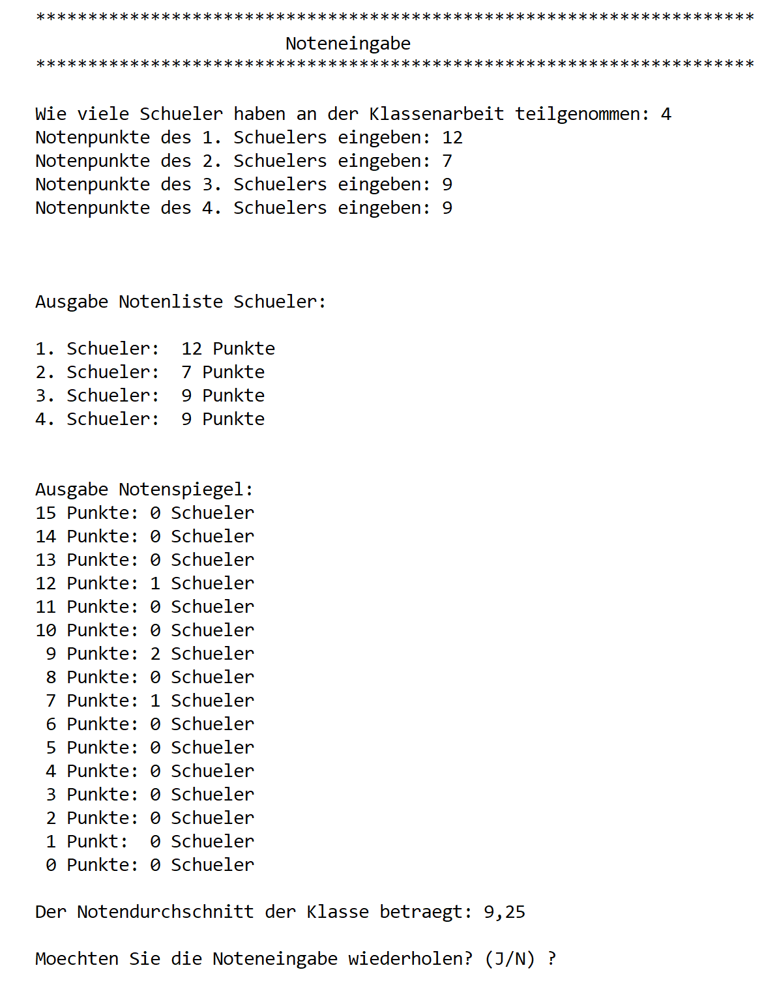 *********************************************************************
Noteneingabe
*********************************************************************
Wie viele Schueler haben an der Klassenarbeit teilgenommen: 4
Notenpunkte des 1. Schuelers eingeben: 12
Notenpunkte des 2. Schuelers eingeben: 7
Notenpunkte des 3. Schuelers eingeben: 9
Notenpunkte des 4. Schuelers eingeben: 9
Ausgabe Notenliste Schueler:
1. Schueler:  12 Punkte
2. Schueler:  7 Punkte
3. Schueler:  9 Punkte
4. Schueler:  9 Punkte
Ausgabe Notenspiegel:
15 Punkte: 0 Schueler
14 Punkte: 0 Schueler
13 Punkte: 0 Schueler
12 Punkte: 1 Schueler
11 Punkte: 0 Schueler
10 Punkte: 0 Schueler
9 Punkte: 2 Schueler
8 Punkte: 0 Schueler
7 Punkte: 1 Schueler
6 Punkte: 0 Schueler
5 Punkte: 0 Schueler
4 Punkte: 0 Schueler
3 Punkte: 0 Schueler
2 Punkte: 0 Schueler
1 Punkt:  0 Schueler
0 Punkte: 0 Schueler
Der Notendurchschnitt der Klasse betraegt: 9,25
Moechten Sie die Noteneingabe wiederholen? (J/N) ?